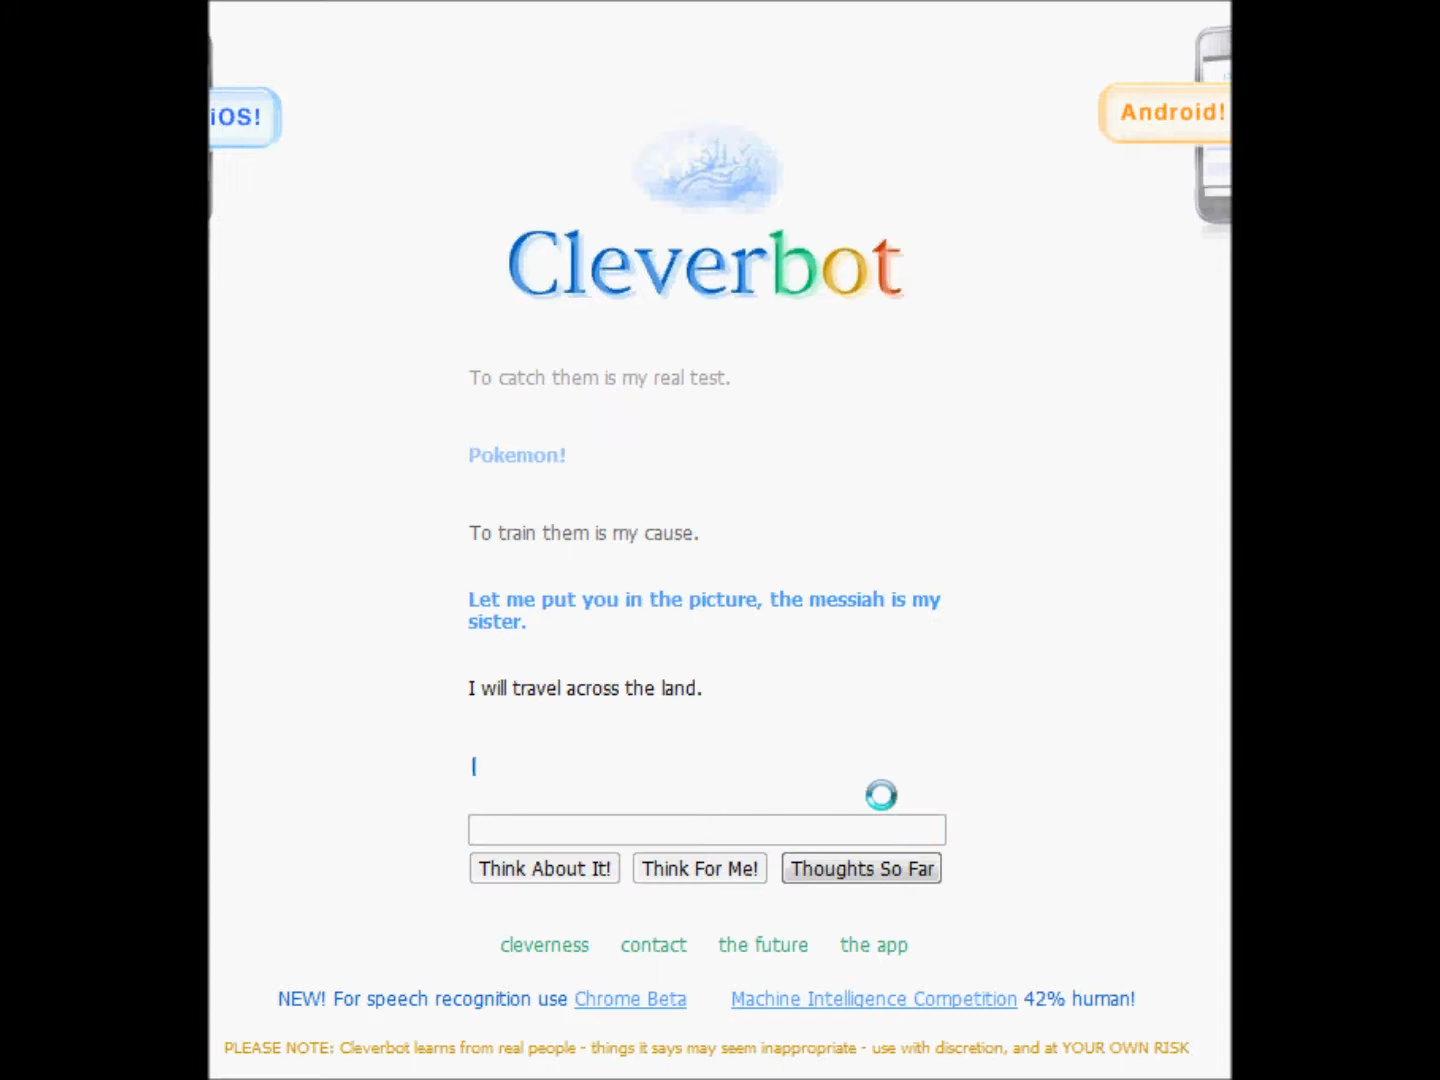 iOS!
Android!
Cleverbot
To catch them is my real test.
Pokemon!
To train them is my cause.
Let me put you in the picture, the messiah is my
sister.
I will travel across the land.
Think About It! Think For Me! Thoughts So Far
cleverness contact the future the app
NEW! For speech recognition use Chrome Beta Machine Intelligence Competition 42% human!
PLEASE NOTE: Cleverbot learns from real people - things it says may seem inappropriate - use with discretion, and at YOUR OWN RISK